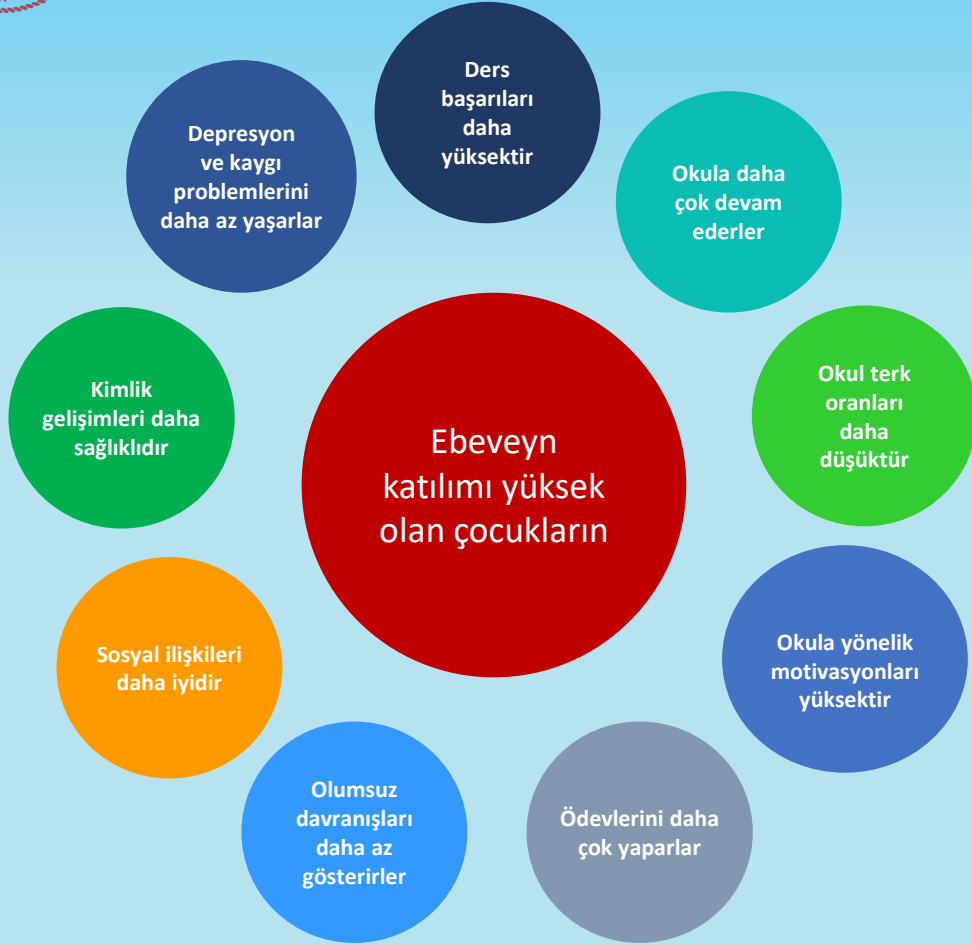 Ders
başarıları
daha
yüksektir
Depresyon
ve kaygı
problemlerini
daha az yaşarlar
Okula daha
çok devam
ederler
Kimlik
gelişimleri daha
sağlıklıdır
Ebeveyn
katılımı yüksek
olan çocukların
Okul terk
oranları
daha
düşüktür
Sosyal ilişkileri
daha iyidir
Okula yönelik
motivasyonları
yüksektir
Olumsuz
davranışları
daha az
gösterirler
Ödevlerini daha
çok yaparlar